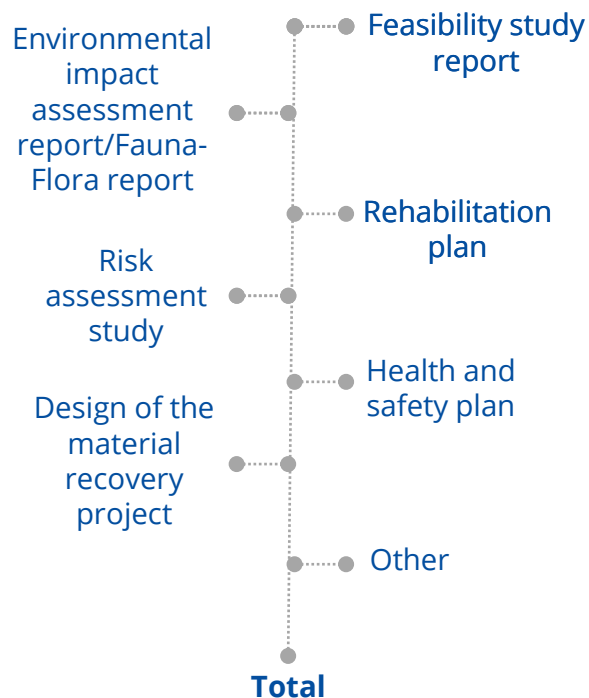 Feasibility study
report
Environmental
impact
assessment
report/Fauna-
Flora report
Rehabilitation
plan
Risk
assessment
study
Health and
safety plan
Design of the
material
recovery
project
Other
Total